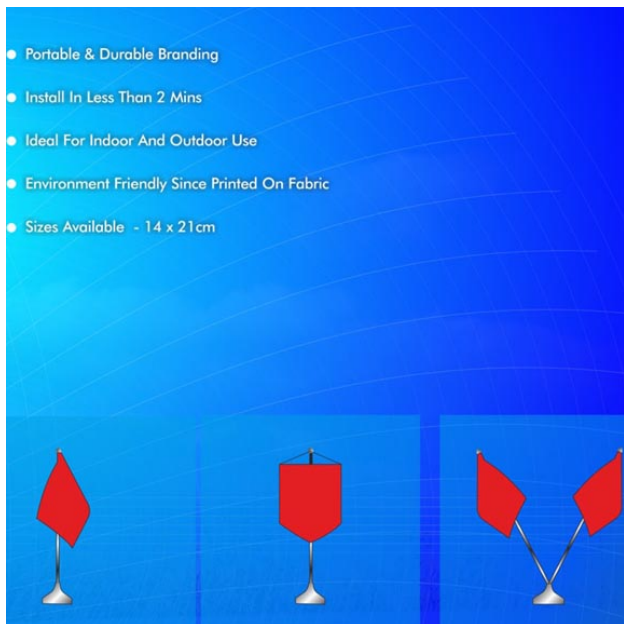 Portable & Durable Branding
Install In Less Than 2 Mins
Ideal For Indoor And Outdoor Use
Environment Friendly Since Printed On Fabric
Sizes Available - 14 x 21cm